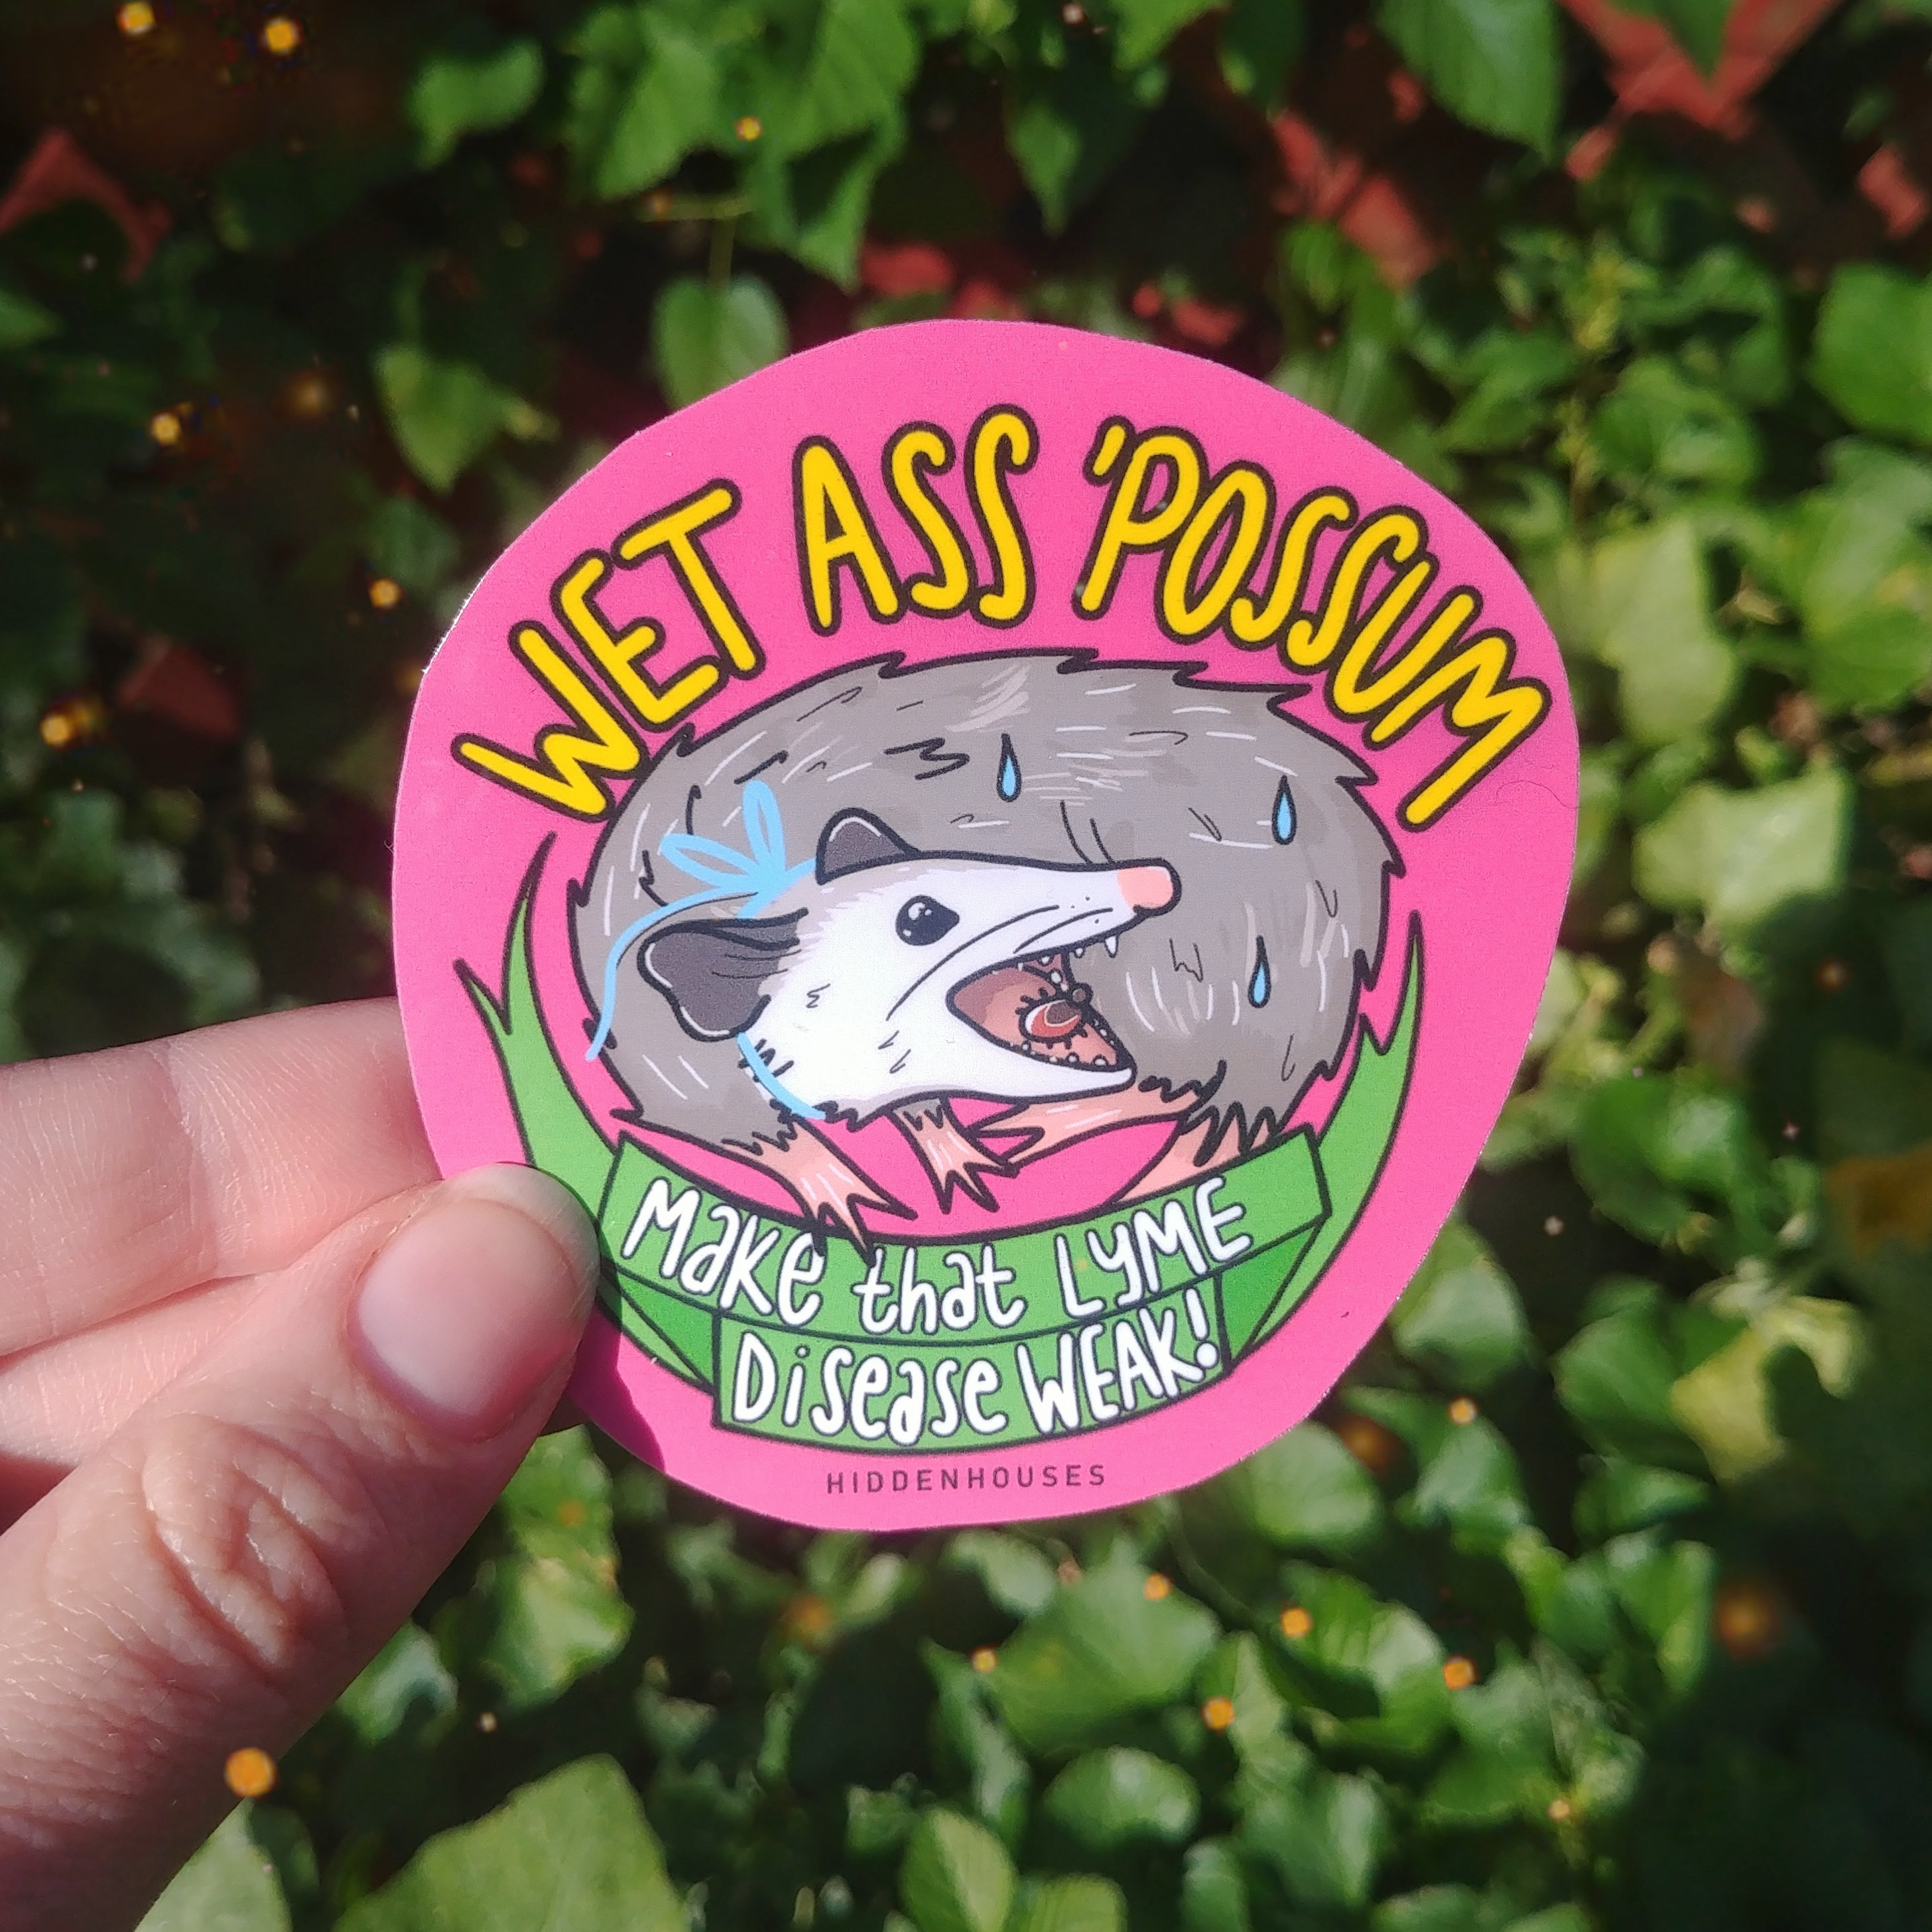 WET ASS 'POSSUM
Make that LYME
Disease WEAK!
HIDDENHOUSES